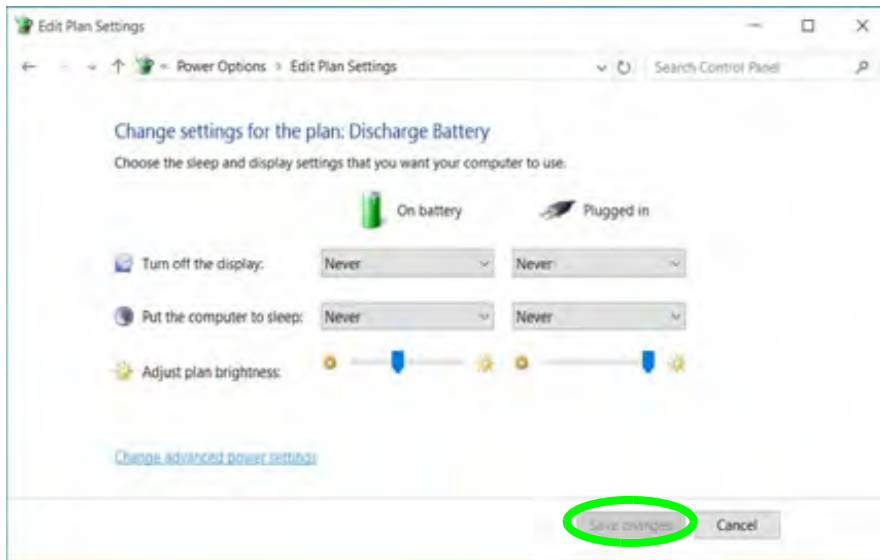 Edit Plan Settings
« Power Options > Edit Plan Settings
Search Control Panel
Change settings for the plan: Discharge Battery
Choose the sleep and display settings that you want your computer to use.
On battery Plugged in
Turn off the display: Never Never
Put the computer to sleep: Never Never
Adjust plan brightness:
Change advanced power settings
Save changes Cancel